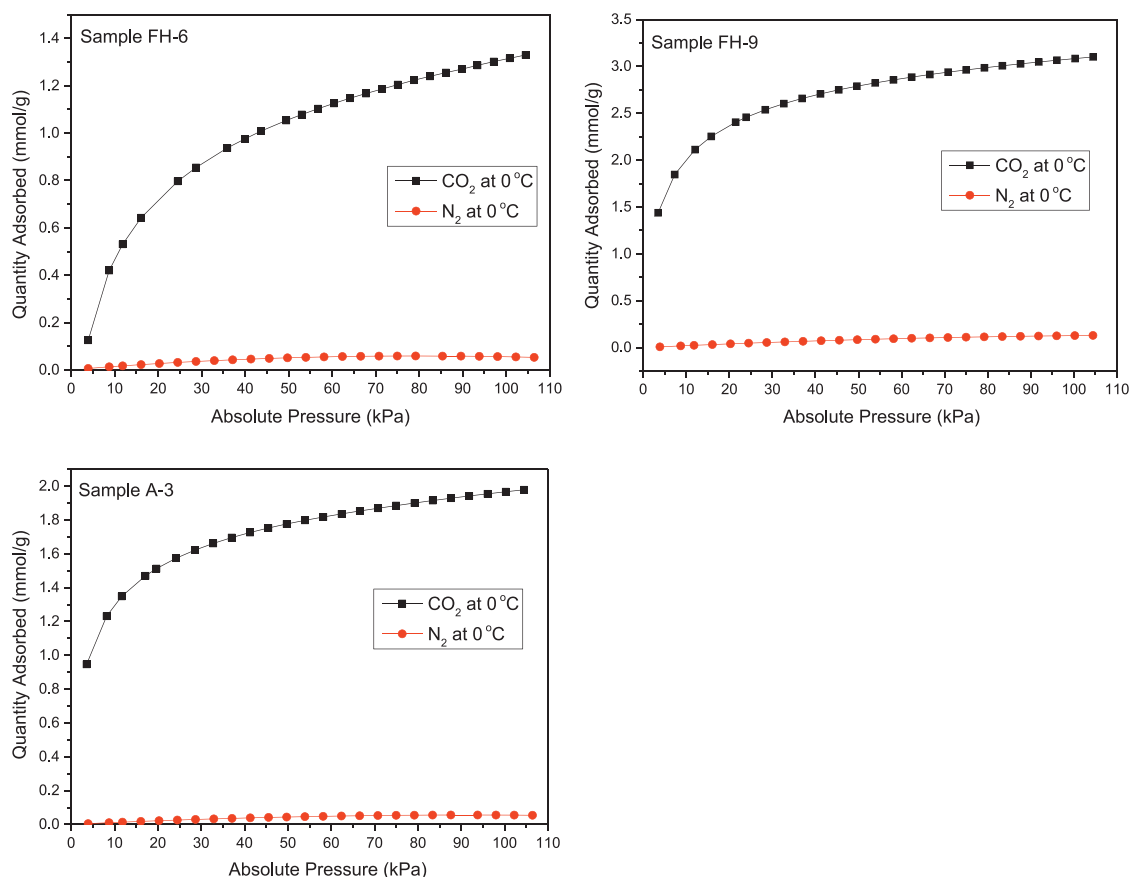 Sample FH-6
Quantity Adsorbed (mmol/g)
1.4
1.2
1.0
0.8
0.6
0.4
0.2
0.0
CO₂ at 0 °C
N₂ at 0 °C
0 10 20 30 40 50 60 70 80 90 100 110
Absolute Pressure (kPa)
Sample FH-9
Quantity Adsorbed (mmol/g)
3.5
3.0
2.5
2.0
1.5
1.0
0.5
0.0
CO₂ at 0 °C
N₂ at 0 °C
0 10 20 30 40 50 60 70 80 90 100 110
Absolute Pressure (kPa)
Sample A-3
Quantity Adsorbed (mmol/g)
2.0
1.8
1.6
1.4
1.2
1.0
0.8
0.6
0.4
0.2
0.0
CO₂ at 0 °C
N₂ at 0 °C
0 10 20 30 40 50 60 70 80 90 100 110
Absolute Pressure (kPa)